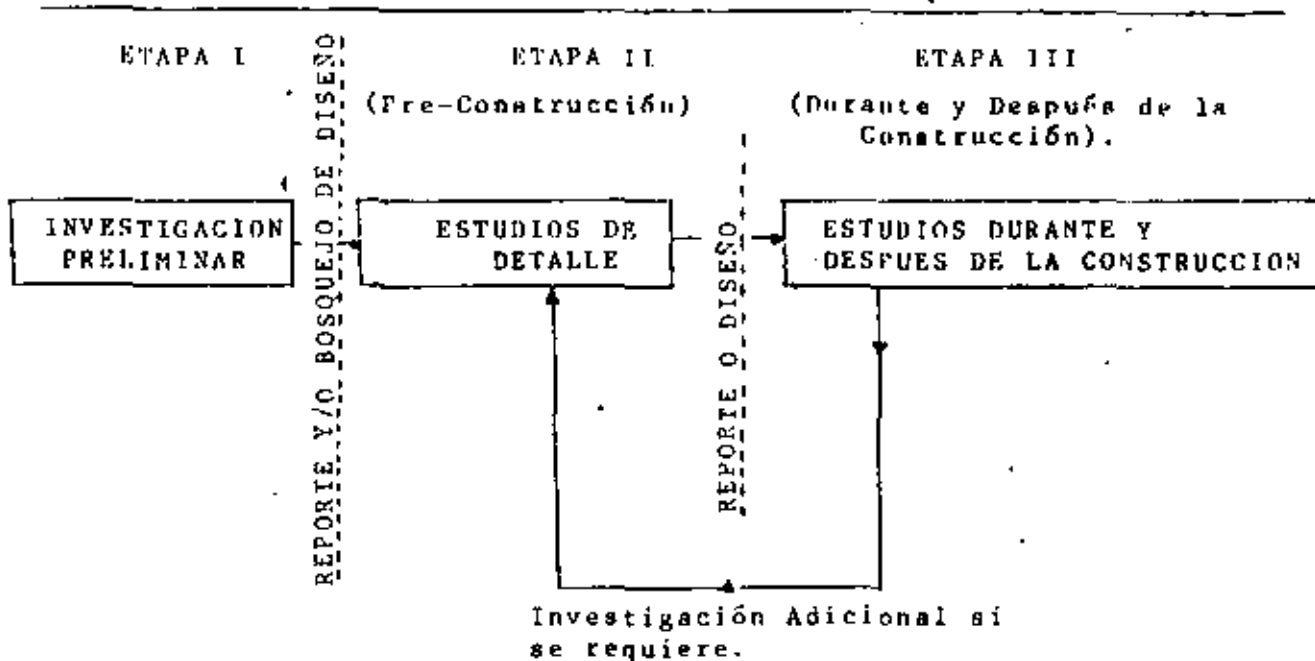 ETAPA I
ETAPA II
ETAPA III
(Pre-Construcción)
(Durante y Después de la
Construcción).
REPORTE Y/O BOSQUEJO DE DISEÑO
INVESTIGACION
PRELIMINAR
ESTUDIOS DE
DETALLE
REPORTE O DISEÑO
ESTUDIOS DURANTE Y
DESPUES DE LA CONSTRUCCION
Investigación Adicional sí
se requiere.